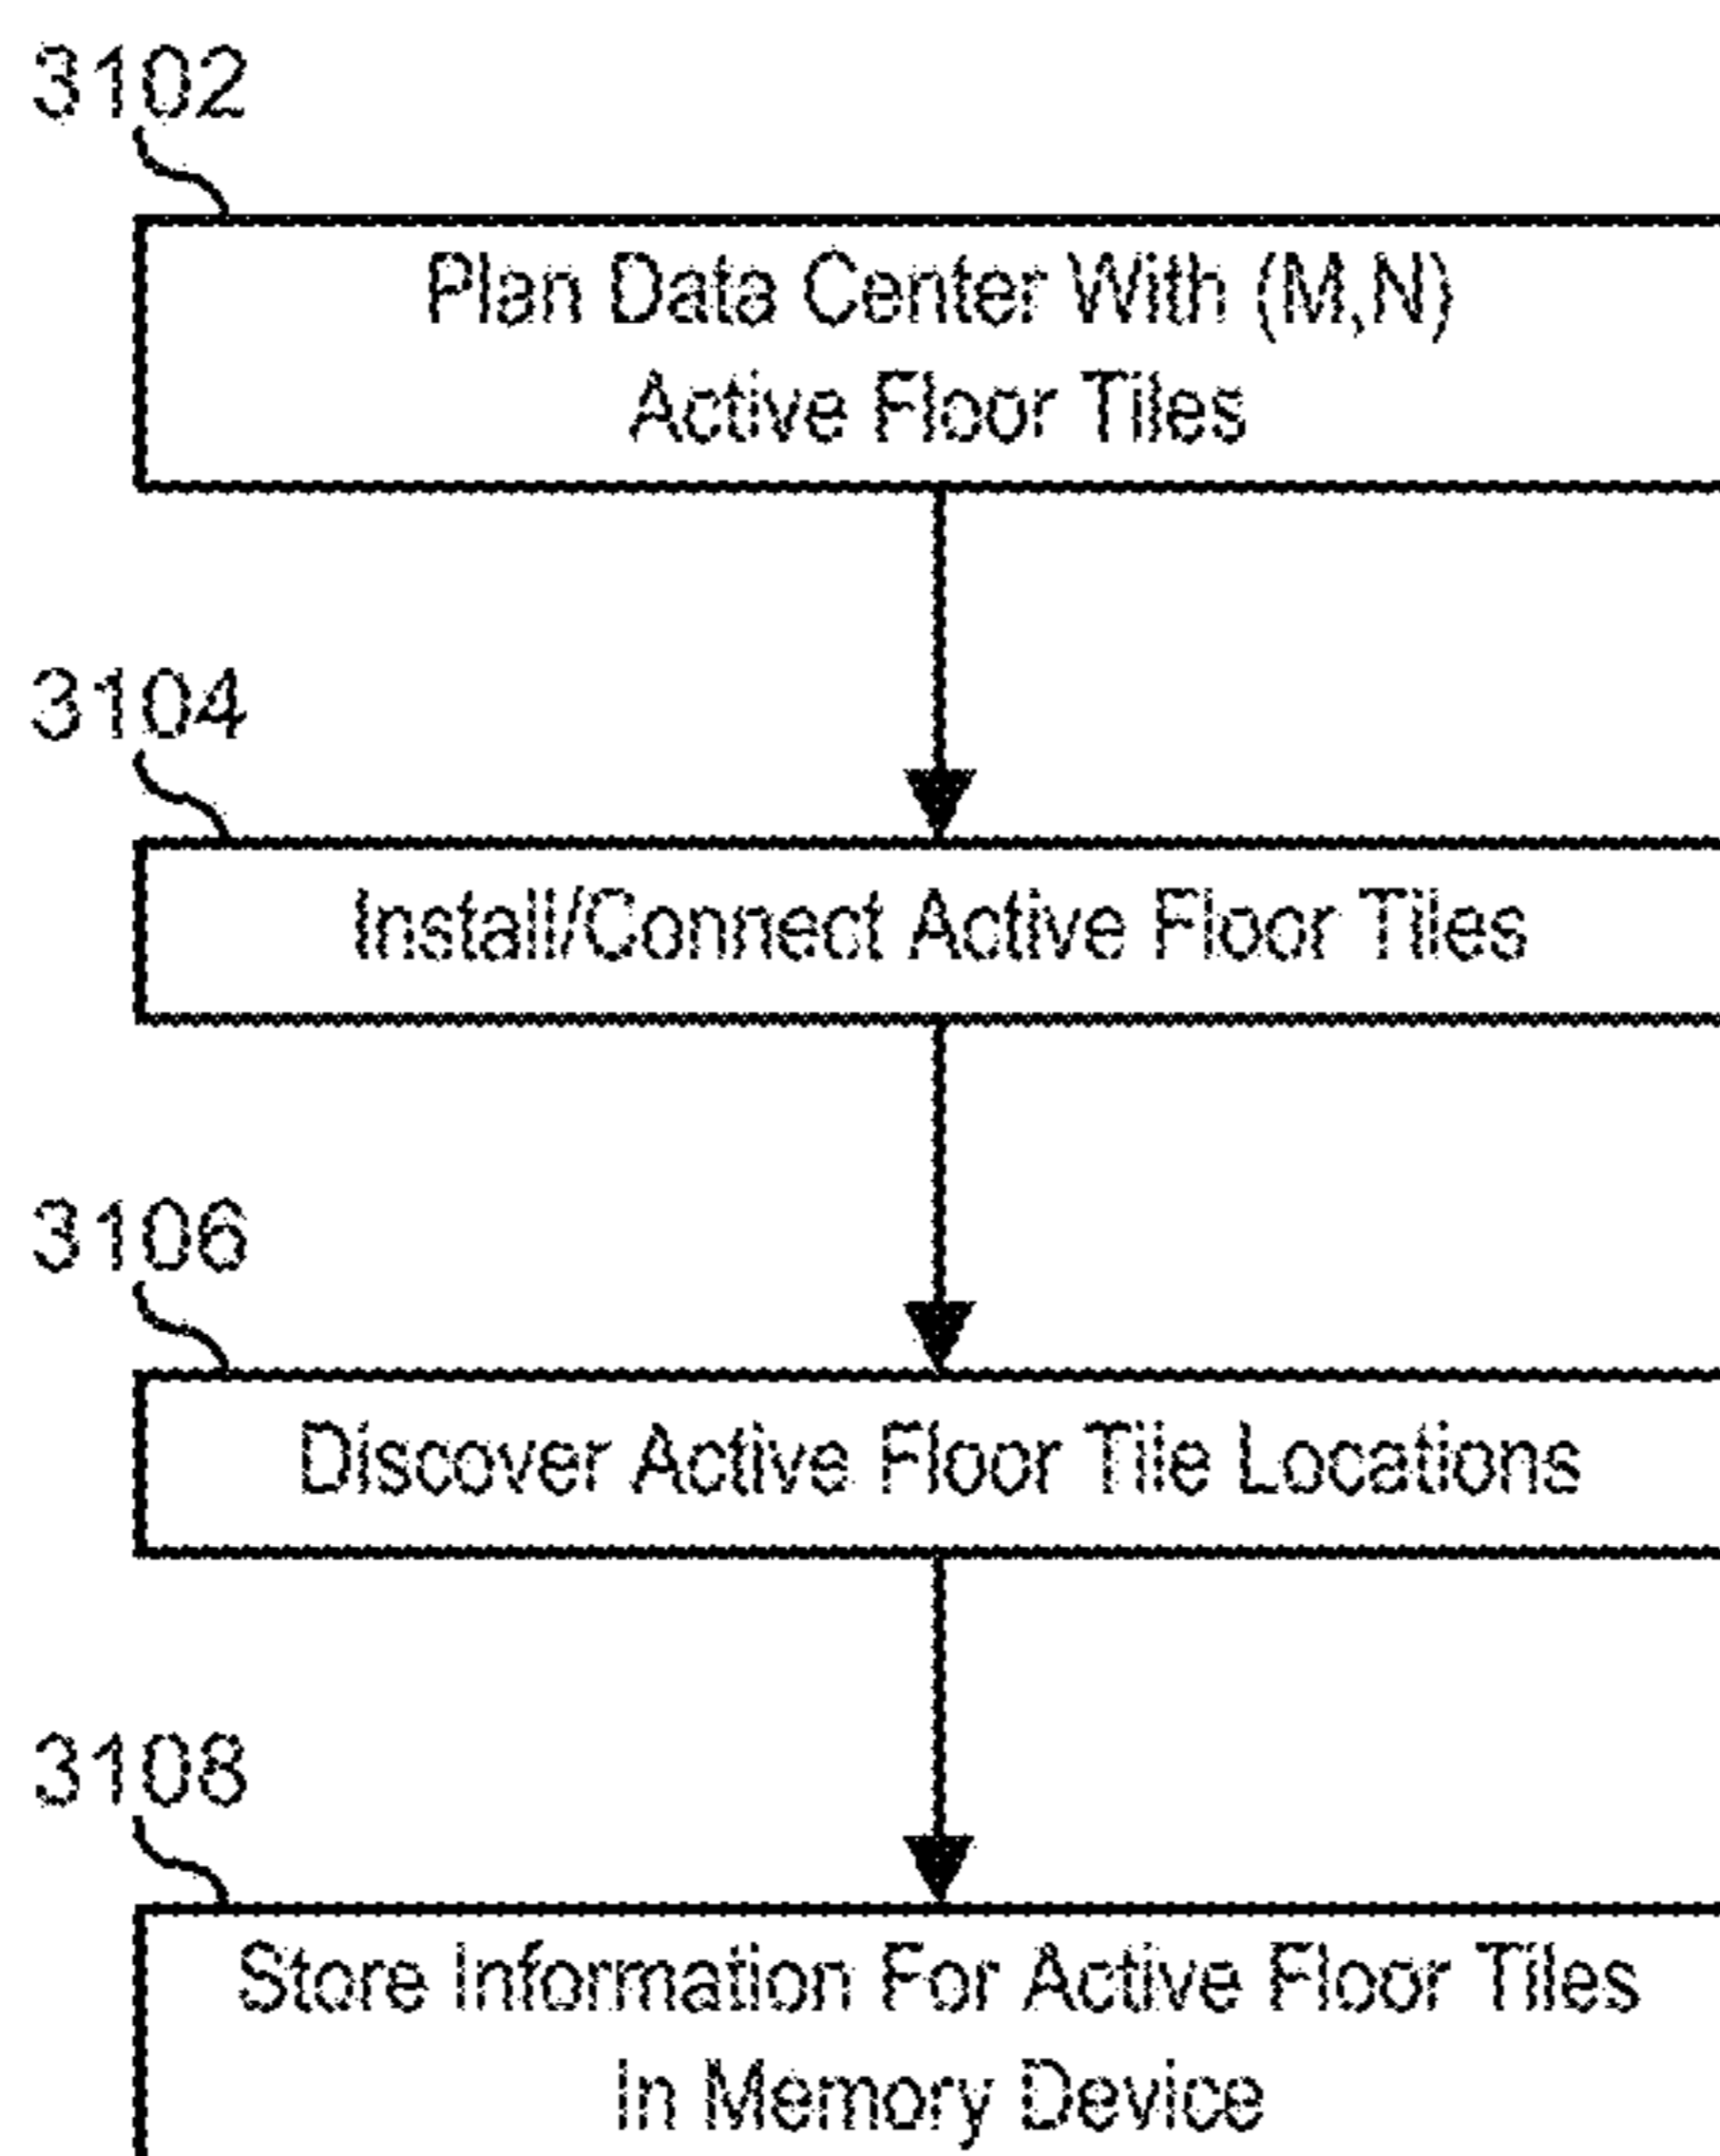 3102
Plan Data Center With (M,N)
Active Floor Tiles
3104
Install/Connect Active Floor Tiles
3106
Discover Active Floor Tile Locations
3108
Store Information For Active Floor Tiles
In Memory Device